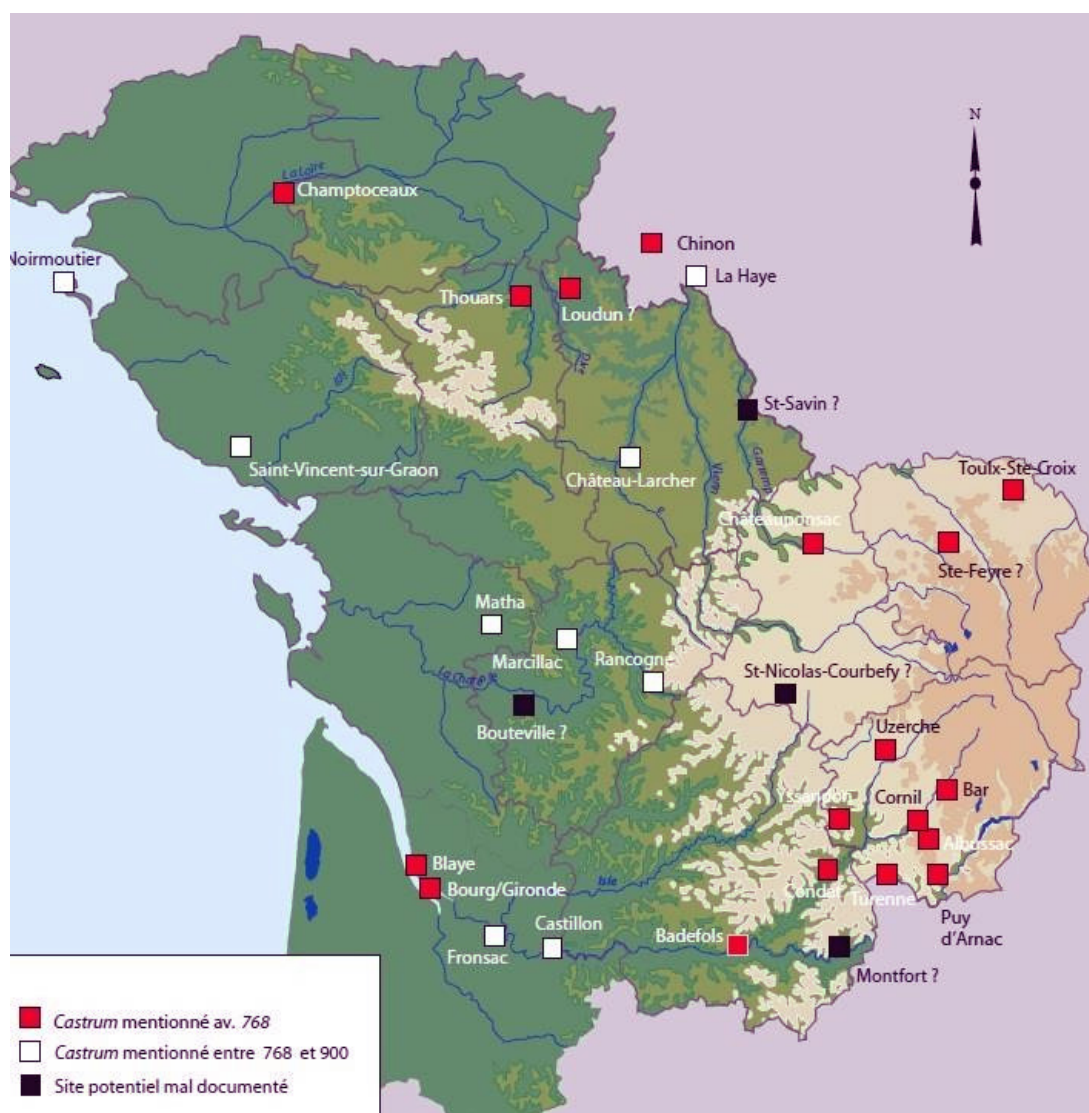 N
La Loire
Champtoceaux
Chinon
Noirmoutier
La Haye
Thouars
Loudun ?
Dive
St-Savin ?
Saint-Vincent-sur-Graon
Château-Larcher
Vienne
Toulx-Ste-Croix
Châteauponsac
Ste-Feyre ?
Matha
Marcillac
Rancogne
La Charente
St-Nicolas-Courbefy ?
Bouteville ?
Uzerche
Yssandon
Cornil
Bar
Albussac
Blaye
Bourg/Gironde
Isle
Condat
Turenne
Puy
d'Arnac
Castillon
Badefols
Fronsac
Montfort ?
Castrum mentionné av. 768
Castrum mentionné entre 768 et 900
Site potentiel mal documenté